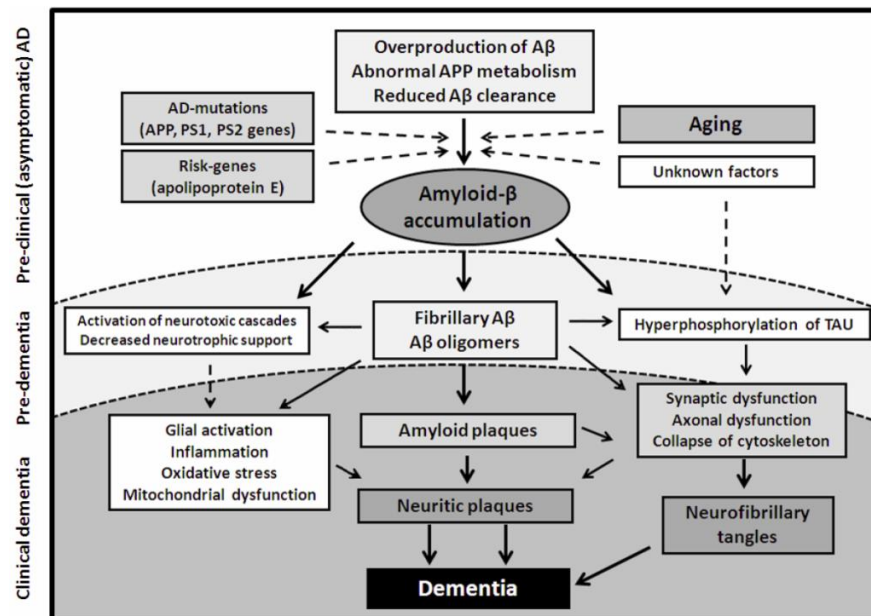 Pre-clinical (asymptomatic) AD
Pre-dementia
Clinical dementia
Overproduction of Aβ
Abnormal APP metabolism
Reduced Aβ clearance
AD-mutations
(APP, PS1, PS2 genes)
Risk-genes
(apolipoprotein E)
Aging
Unknown factors
Amyloid-β
accumulation
Activation of neurotoxic cascades
Decreased neurotrophic support
Fibrillary Aβ
Aβ oligomers
Hyperphosphorylation of TAU
Glial activation
Inflammation
Oxidative stress
Mitochondrial dysfunction
Amyloid plaques
Synaptic dysfunction
Axonal dysfunction
Collapse of cytoskeleton
Neuritic plaques
Neurofibrillary
tangles
Dementia